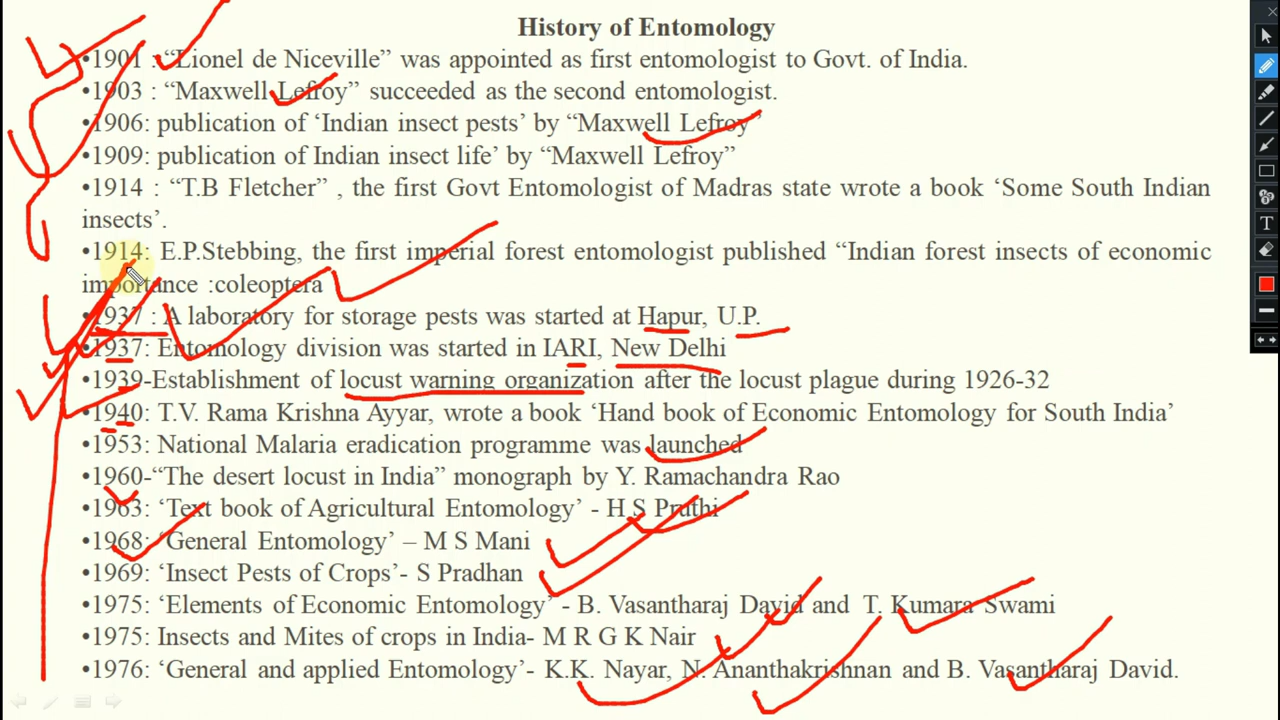 History of Entomology
•1901 : “Lionel de Niceville” was appointed as first entomologist to Govt. of India.
•1903 : “Maxwell Lefroy” succeeded as the second entomologist.
•1906: publication of ‘Indian insect pests’ by “Maxwell Lefroy”
•1909: publication of Indian insect life’ by “Maxwell Lefroy”
•1914 : “T.B Fletcher” , the first Govt Entomologist of Madras state wrote a book ‘Some South Indian
insects’.
•1914: E.P.Stebbing, the first imperial forest entomologist published “Indian forest insects of economic
importance :coleoptera
•1937 : A laboratory for storage pests was started at Hapur, U.P.
•1937: Entomology division was started in IARI, New Delhi
•1939-Establishment of locust warning organization after the locust plague during 1926-32
•1940: T.V. Rama Krishna Ayyar, wrote a book ‘Hand book of Economic Entomology for South India’
•1953: National Malaria eradication programme was launched
•1960-“The desert locust in India” monograph by Y. Ramachandra Rao
•1963: ‘Text book of Agricultural Entomology’ - H S Pruthi
•1968: ‘General Entomology’ – M S Mani
•1969: ‘Insect Pests of Crops’- S Pradhan
•1975: ‘Elements of Economic Entomology’ - B. Vasantharaj David and T. Kumara Swami
•1975: Insects and Mites of crops in India- M R G K Nair
•1976: ‘General and applied Entomology’- K.K. Nayar, N. Ananthakrishnan and B. Vasantharaj David.